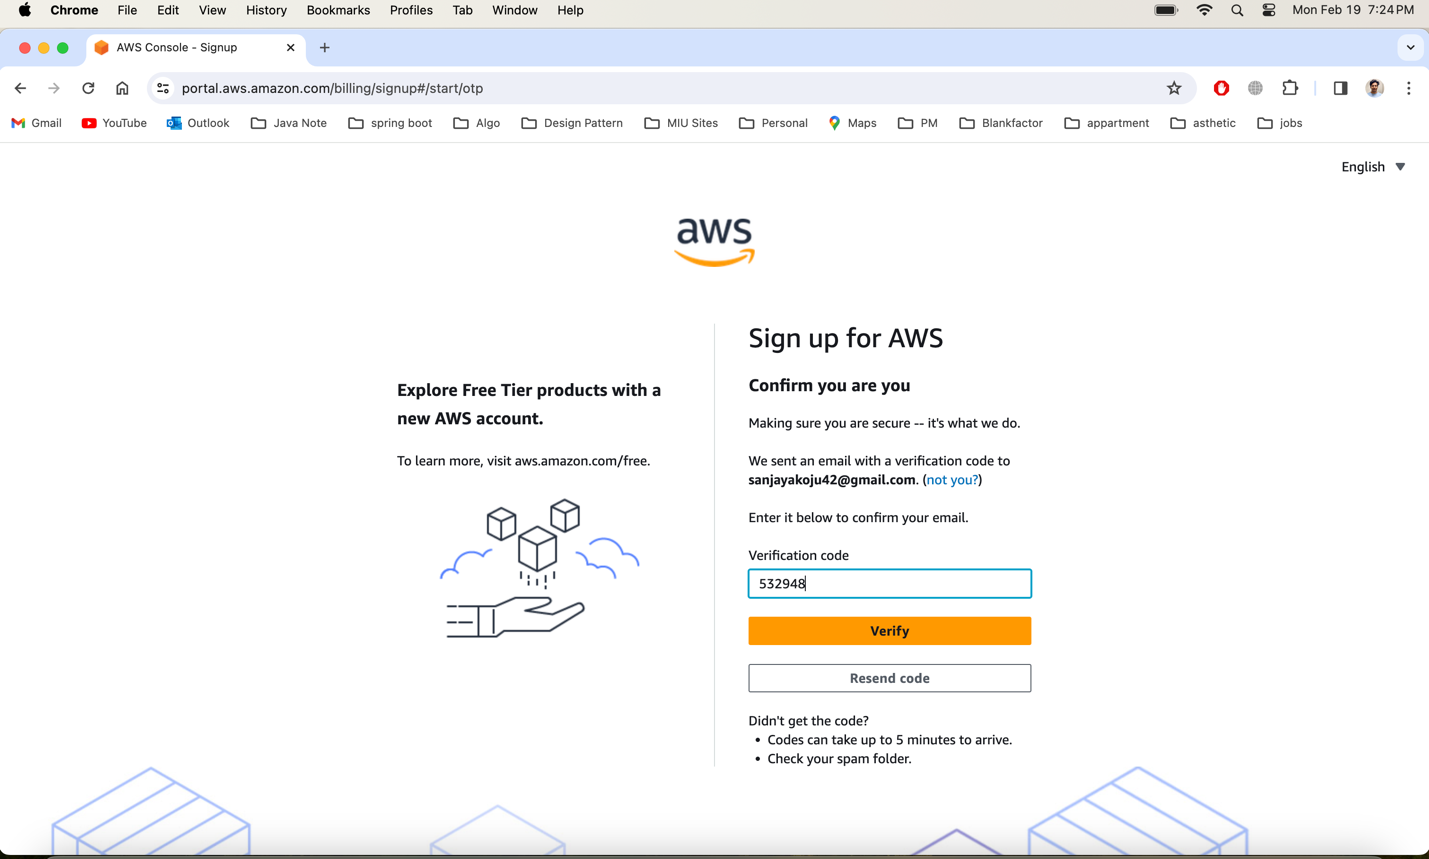 Chrome File Edit View History Bookmarks Profiles Tab Window Help Mon Feb 19 7:24 PM
AWS Console - Signup
portal.aws.amazon.com/billing/signup#/start/otp
Gmail YouTube Outlook Java Note spring boot Algo Design Pattern MIU Sites Personal Maps PM Blankfactor appartment asthetic jobs
English
aws
Explore Free Tier products with a
new AWS account.
To learn more, visit aws.amazon.com/free.
Sign up for AWS
Confirm you are you
Making sure you are secure -- it's what we do.
We sent an email with a verification code to
sanjayakoju42@gmail.com. (not you?)
Enter it below to confirm your email.
Verification code
532948
Verify
Resend code
Didn't get the code?
• Codes can take up to 5 minutes to arrive.
• Check your spam folder.